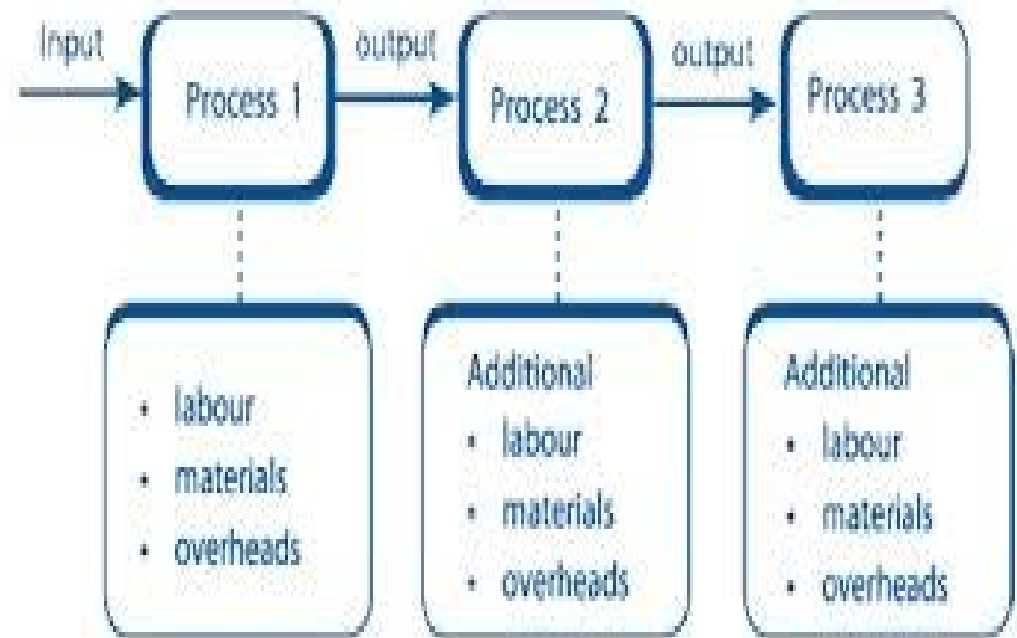 Input
Process 1
output
Process 2
output
Process 3
• labour
• materials
• overheads
Additional
• labour
• materials
• overheads
Additional
• labour
• materials
• overheads